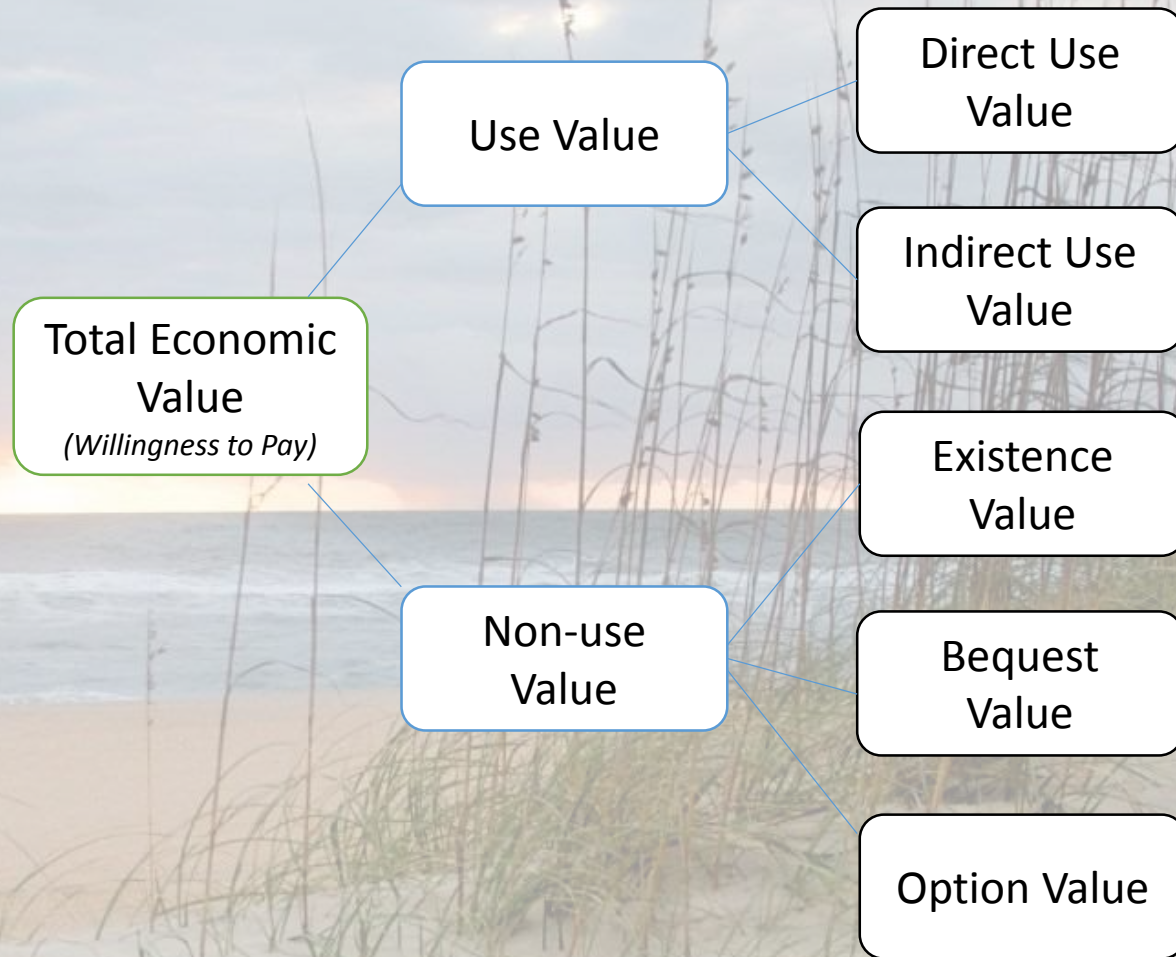 Direct Use
Value
Use Value
Indirect Use
Value
Total Economic
Value
(Willingness to Pay)
Existence
Value
Non-use
Value
Bequest
Value
Option Value